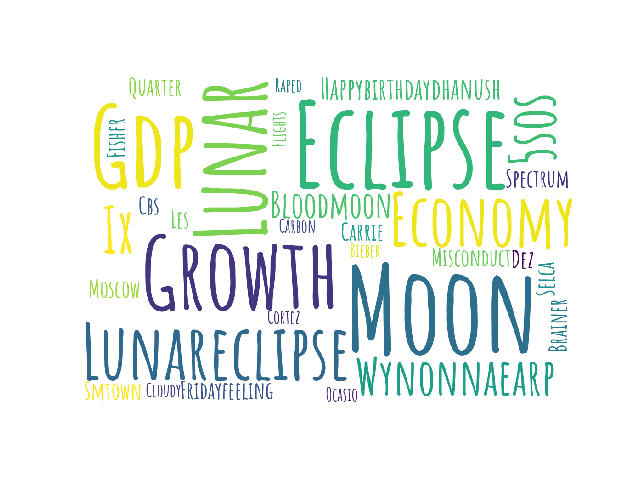 Quarter
Lunar
Raped
Happybirthdaydhanush
Gdp
Fisher
Flights
Eclipse
5sos
Spectrum
Cbs
Les
Ix
Bloodmoon
Carbon
Carrie
Economy
Bieber
Misconduct
Dez
Growth
Moscow
Moon
Selca
Cortez
Brainer
Lunareclipse
Wynonnaearp
Smtown
Cloudy
Fridayfeeling
Ocasio